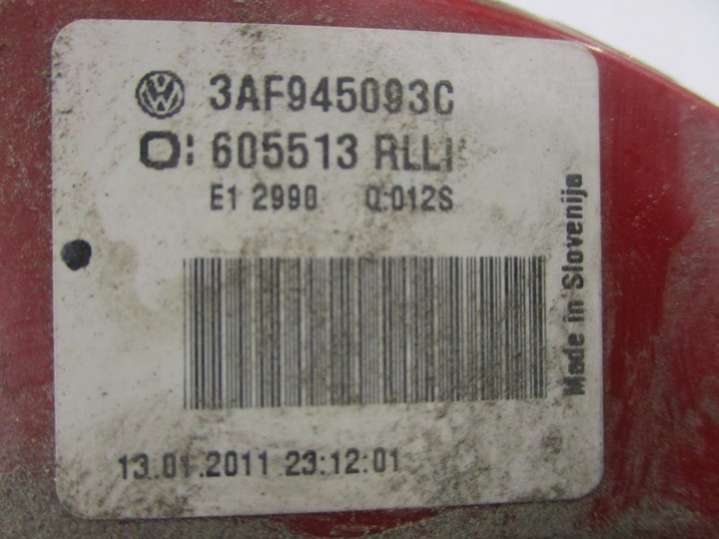 3AF945093C
O: 605513 RLLI
E1 2990 Q:012S
Made in Slovenija
13.01.2011 23:12:01